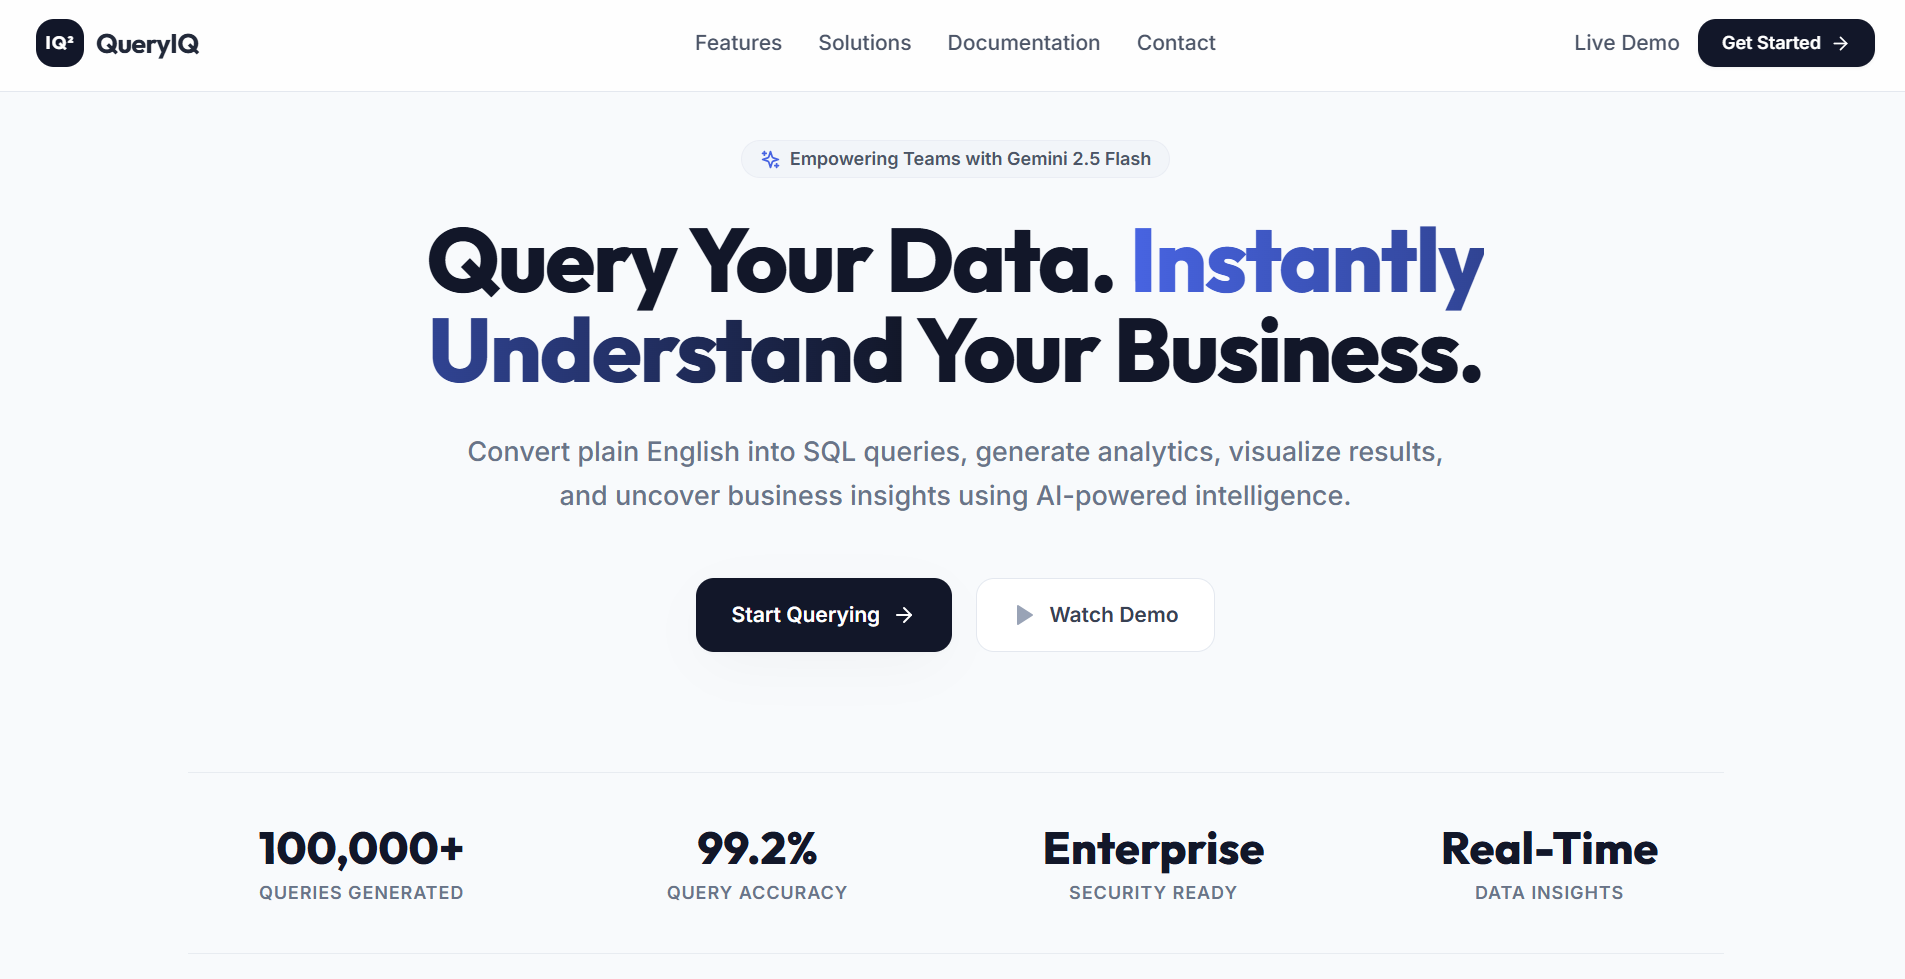 IQ² QueryIQ
Features Solutions Documentation Contact
Live Demo Get Started →
Empowering Teams with Gemini 2.5 Flash
Query Your Data. Instantly
Understand Your Business.
Convert plain English into SQL queries, generate analytics, visualize results,
and uncover business insights using AI-powered intelligence.
Start Querying →
Watch Demo
100,000+
QUERIES GENERATED
99.2%
QUERY ACCURACY
Enterprise
SECURITY READY
Real-Time
DATA INSIGHTS